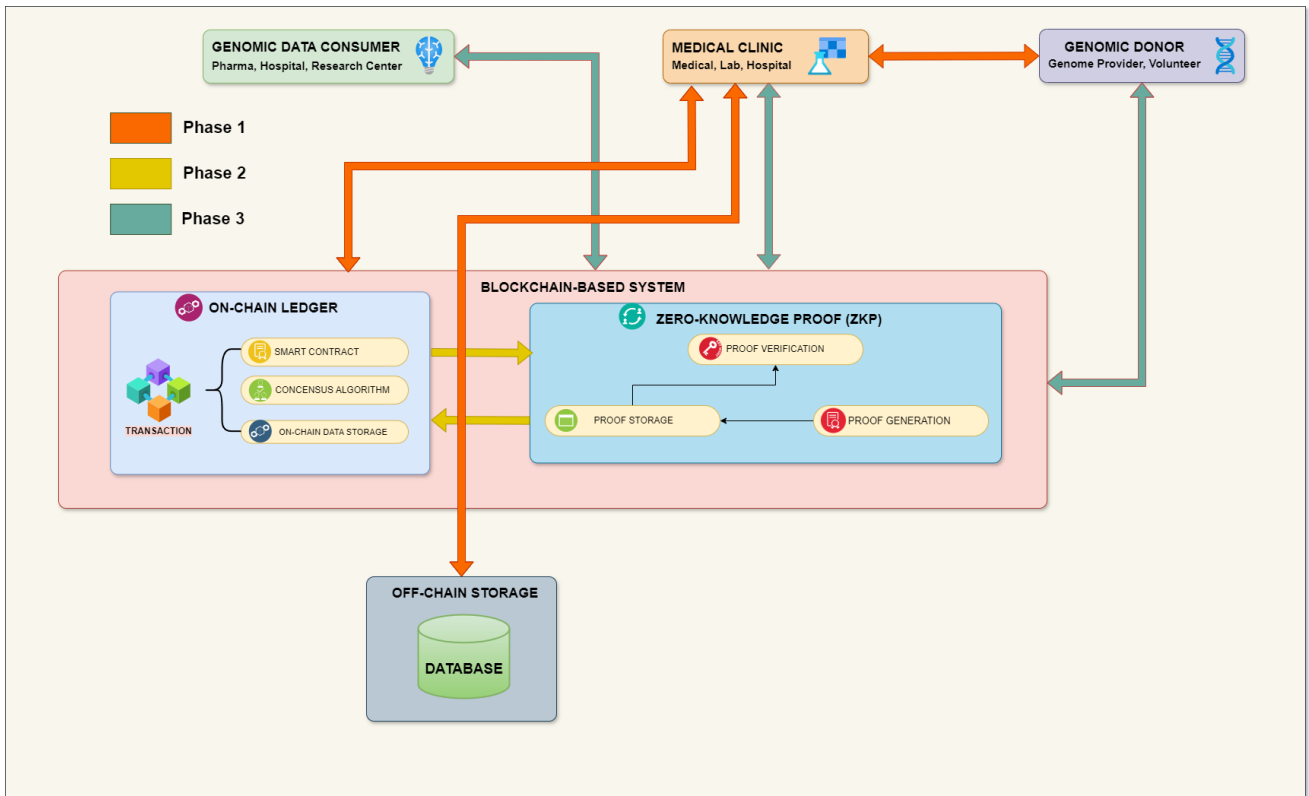 GENOMIC DATA CONSUMER
Pharma, Hospital, Research Center
MEDICAL CLINIC
Medical, Lab, Hospital
GENOMIC DONOR
Genome Provider, Volunteer
Phase 1
Phase 2
Phase 3
BLOCKCHAIN-BASED SYSTEM
ON-CHAIN LEDGER
SMART CONTRACT
CONCENSUS ALGORITHM
ON-CHAIN DATA STORAGE
TRANSACTION
ZERO-KNOWLEDGE PROOF (ZKP)
PROOF VERIFICATION
PROOF STORAGE
PROOF GENERATION
OFF-CHAIN STORAGE
DATABASE